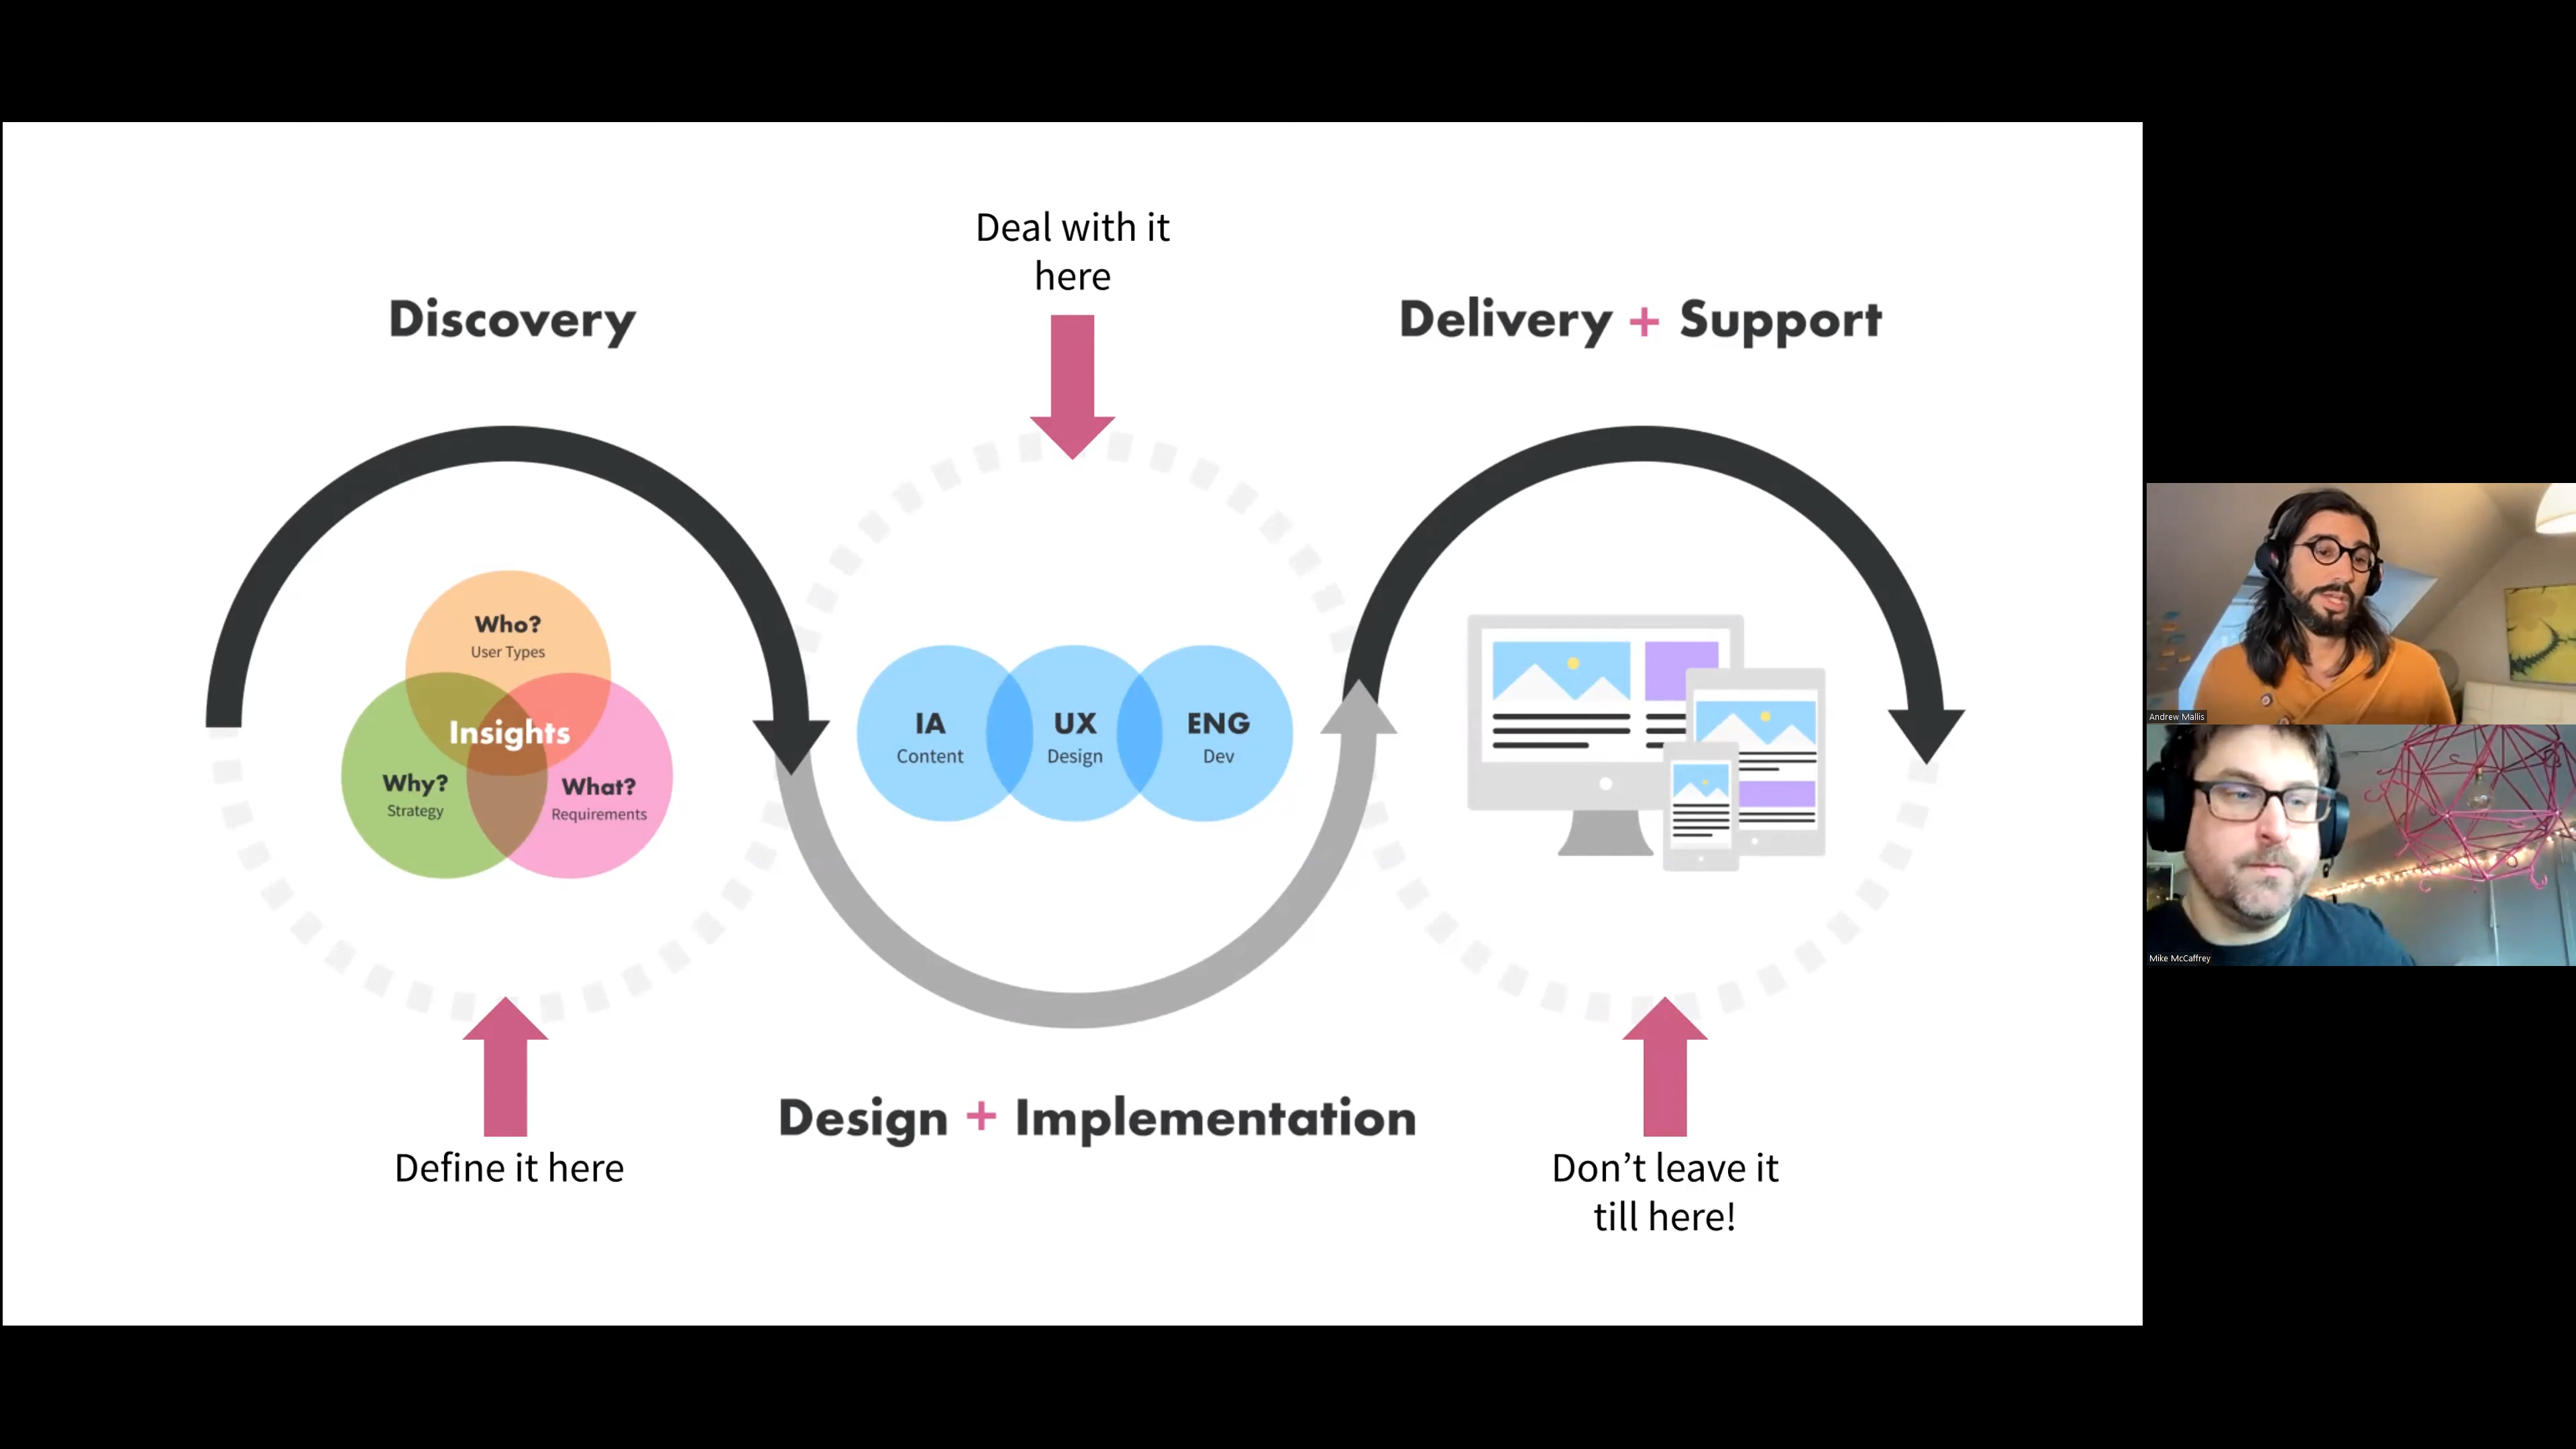 Deal with it
here
Discovery
Delivery + Support
Who?
User Types
Insights
Why?
Strategy
What?
Requirements
IA
Content
UX
Design
ENG
Dev
Design + Implementation
Define it here
Don’t leave it
till here!
Andrew Mallis
Mike McCaffrey